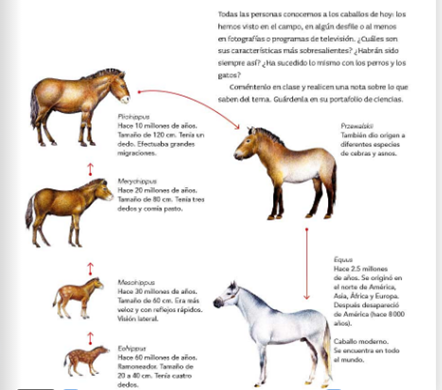 Todas las personas conocemos a los caballos de hoy: los
hemos visto en el campo, en algún desfile o al menos
en fotografías o programas de televisión. ¿Cuáles son
sus características más sobresalientes? ¿Habrán sido
siempre así? ¿Ha sucedido lo mismo con los perros y los
gatos?
Coméntenlo en clase y realicen una nota sobre lo que
saben del tema. Guárdenla en su portafolio de ciencias.
Pliohippus
Hace 10 millones de años.
Tamaño de 120 cm. Tenía un
dedo. Efectuaba grandes
migraciones.
Przewalskii
También dio origen a
diferentes especies
de cebras y asnos.
Merychippus
Hace 20 millones de años.
Tamaño de 80 cm. Tenía tres
dedos y comía pasto.
Mesohippus
Hace 30 millones de años.
Tamaño de 60 cm. Era más
veloz y con reflejos rápidos.
Visión lateral.
Equus
Hace 2.5 millones
de años. Se originó en
el norte de América,
Asia, África y Europa.
Después desapareció
de América (hace 8 000
años).
Caballo moderno.
Se encuentra en todo
el mundo.
Eohippus
Hace 60 millones de años.
Ramoneador. Tamaño de
20 a 40 cm. Tenía cuatro
dedos.